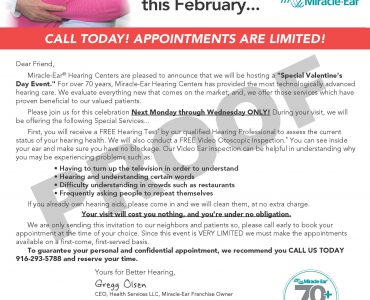 this February...
Miracle-Ear®
CALL TODAY! APPOINTMENTS ARE LIMITED!
Dear Friend,
Miracle-Ear® Hearing Centers are pleased to announce that we will be hosting a "Special Valentine's
Day Event." For over 70 years, Miracle-Ear Hearing Centers has provided the most technologically advanced
hearing care. We evaluate everything new that comes on the market, and, we offer those services which have
proven beneficial to our valued patients.
Please join us for this celebration Next Monday through Wednesday ONLY! During your visit, we will
be offering the following Special Services...
First, you will receive a FREE Hearing Test* by our qualified Hearing Professional to assess the current
status of your hearing health. We will also conduct a FREE Video Otoscopic Inspection.* You can see inside
your ear and make sure you have no blockage. Our Video Ear Inspection can be helpful in understanding why
you may be experiencing problems such as:
• Having to turn up the television in order to understand
• Hearing and understanding certain words
• Difficulty understanding in crowds such as restaurants
• Frequently asking people to repeat themselves
If you already own hearing aids, please come in and we will clean them, at no extra charge.
Your visit will cost you nothing, and you're under no obligation.
We are only sending this invitation to our neighbors and patients so, please call early to book your
appointment at the time of your choice. Since this event is VERY LIMITED we must make the appointments
available on a first-come, first-served basis.
To guarantee your personal and confidential appointment, we recommend you CALL US TODAY
916-293-5788 and reserve your time.
Yours for Better Hearing,
Gregg Olsen
CEO, Health Services LLC, Miracle-Ear Franchise Owner
Miracle-Ear
70+
PROOF